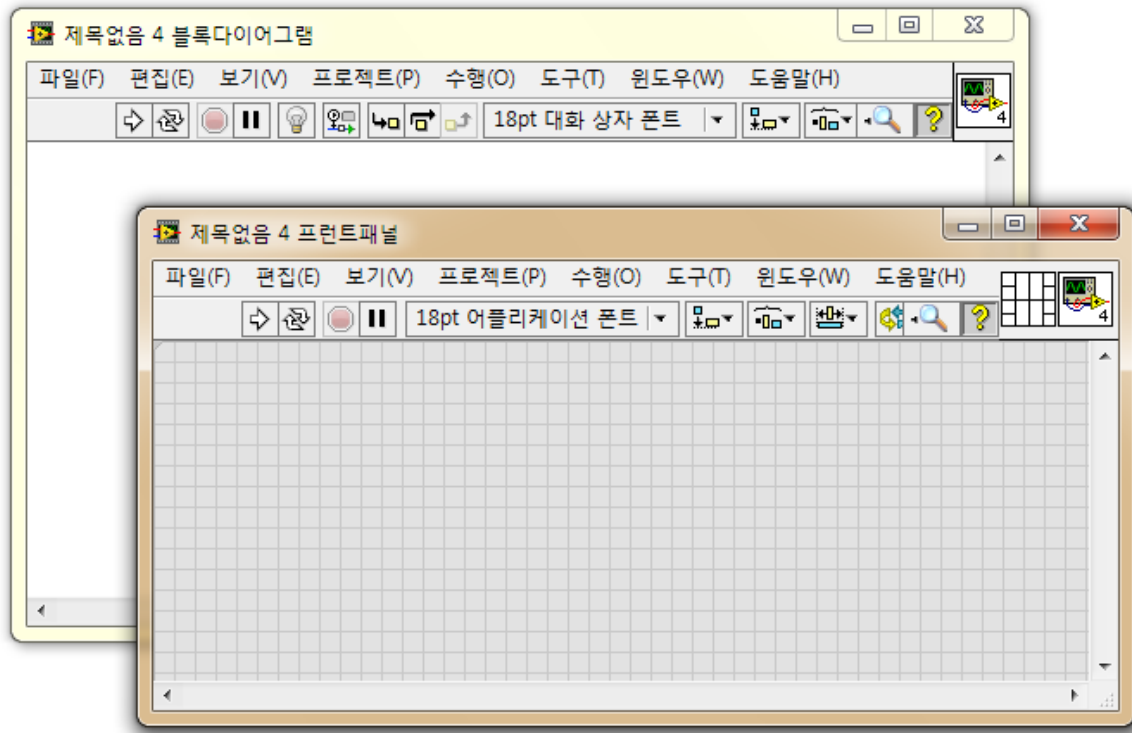 제목없음 4 블록다이어그램
파일(F) 편집(E) 보기(V) 프로젝트(P) 수행(O) 도구(T) 윈도우(W) 도움말(H)
18pt 대화 상자 폰트
4
제목없음 4 프런트패널
파일(F) 편집(E) 보기(V) 프로젝트(P) 수행(O) 도구(T) 윈도우(W) 도움말(H)
18pt 어플리케이션 폰트
4